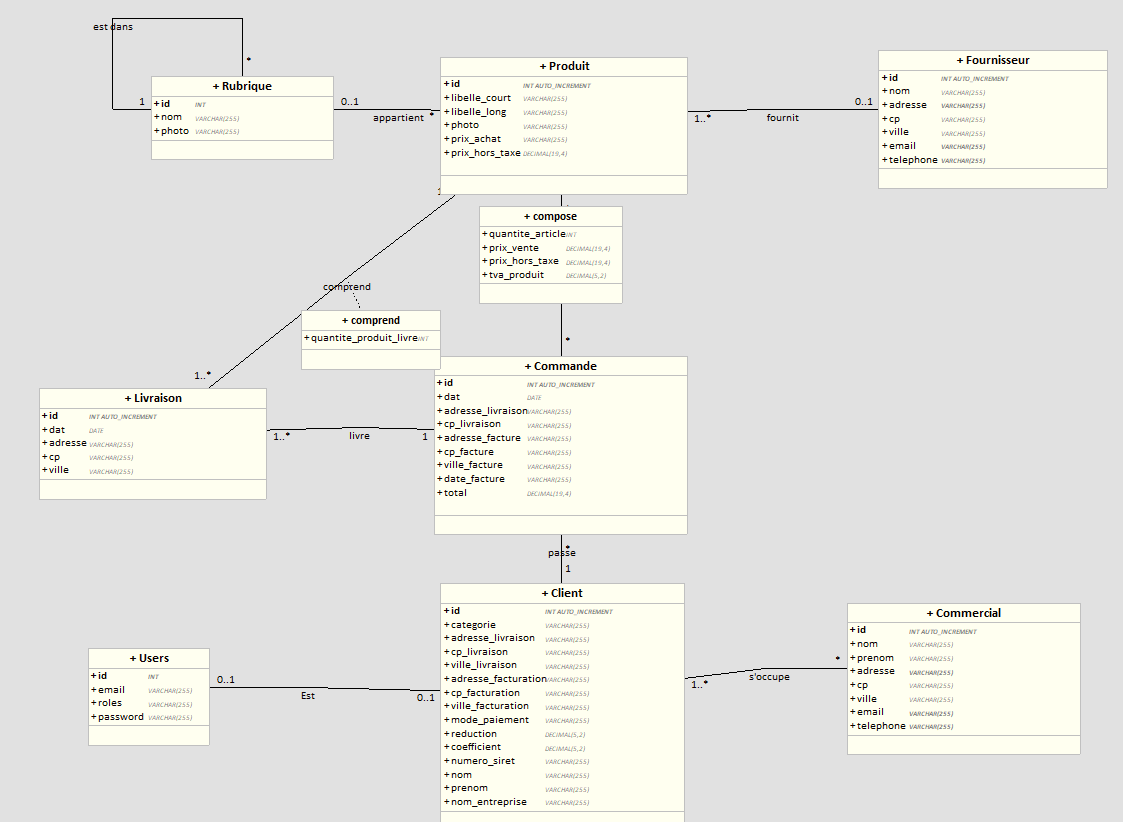 est dans
*
1
+ Rubrique
+ id INT
+ nom VARCHAR(255)
+ photo VARCHAR(255)
0..1
appartient *
+ Produit
+ id INT AUTO_INCREMENT
+ libelle_court VARCHAR(255)
+ libelle_long VARCHAR(255)
+ photo VARCHAR(255)
+ prix_achat VARCHAR(255)
+ prix_hors_taxe DECIMAL(19,4)
1..*
fournit
0..1
+ Fournisseur
+ id INT AUTO_INCREMENT
+ nom VARCHAR(255)
+ adresse VARCHAR(255)
+ cp VARCHAR(255)
+ ville VARCHAR(255)
+ email VARCHAR(255)
+ telephone VARCHAR(255)
+ compose
+ quantite_article INT
+ prix_vente DECIMAL(19,4)
+ prix_hors_taxe DECIMAL(19,4)
+ tva_produit DECIMAL(5,2)
*
comprend
+ comprend
+ quantite_produit_livre INT
1..*
+ Livraison
+ id INT AUTO_INCREMENT
+ dat DATE
+ adresse VARCHAR(255)
+ cp VARCHAR(255)
+ ville VARCHAR(255)
1..*
livre
1
+ Commande
+ id INT AUTO_INCREMENT
+ dat DATE
+ adresse_livraison VARCHAR(255)
+ cp_livraison VARCHAR(255)
+ adresse_facture VARCHAR(255)
+ cp_facture VARCHAR(255)
+ ville_facture VARCHAR(255)
+ date_facture VARCHAR(255)
+ total DECIMAL(19,4)
*
passe
1
+ Client
+ id INT AUTO_INCREMENT
+ categorie VARCHAR(255)
+ adresse_livraison VARCHAR(255)
+ cp_livraison VARCHAR(255)
+ ville_livraison VARCHAR(255)
+ adresse_facturation VARCHAR(255)
+ cp_facturation VARCHAR(255)
+ ville_facturation VARCHAR(255)
+ mode_paiement VARCHAR(255)
+ reduction DECIMAL(5,2)
+ coefficient DECIMAL(5,2)
+ numero_siret VARCHAR(255)
+ nom VARCHAR(255)
+ prenom VARCHAR(255)
+ nom_entreprise VARCHAR(255)
+ Users
+ id INT
+ email VARCHAR(255)
+ roles VARCHAR(255)
+ password VARCHAR(255)
0..1
Est
0..1
1..*
s'occupe
*
+ Commercial
+ id INT AUTO_INCREMENT
+ nom VARCHAR(255)
+ prenom VARCHAR(255)
+ adresse VARCHAR(255)
+ cp VARCHAR(255)
+ ville VARCHAR(255)
+ email VARCHAR(255)
+ telephone VARCHAR(255)